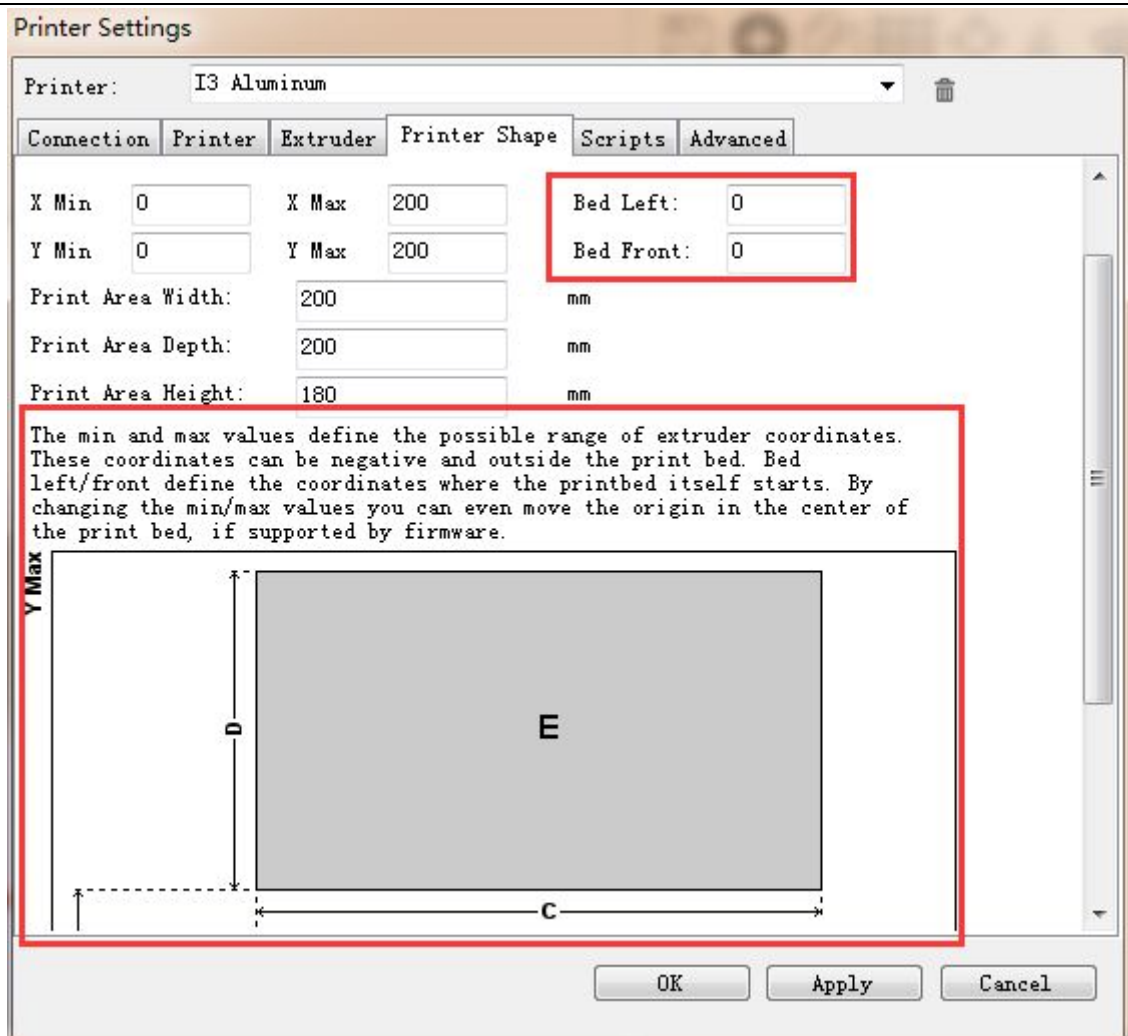 Printer Settings
Printer: I3 Aluminum
Connection Printer Extruder Printer Shape Scripts Advanced
X Min 0 X Max 200 Bed Left: 0
Y Min 0 Y Max 200 Bed Front: 0
Print Area Width: 200 mm
Print Area Depth: 200 mm
Print Area Height: 180 mm
The min and max values define the possible range of extruder coordinates.
These coordinates can be negative and outside the print bed. Bed
left/front define the coordinates where the printbed itself starts. By
changing the min/max values you can even move the origin in the center of
the print bed, if supported by firmware.
Y Max
D
E
C
OK Apply Cancel